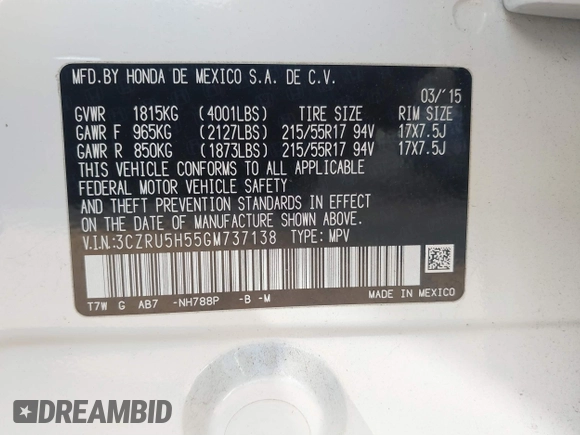 MFD.BY HONDA DE MEXICO S.A. DE C.V.
03/'15
GVWR 1815KG (4001LBS) TIRE SIZE RIM SIZE
GAWR F 965KG (2127LBS) 215/55R17 94V 17X7.5J
GAWR R 850KG (1873LBS) 215/55R17 94V 17X7.5J
THIS VEHICLE CONFORMS TO ALL APPLICABLE
FEDERAL MOTOR VEHICLE SAFETY
AND THEFT PREVENTION STANDARDS IN EFFECT
ON THE DATE OF MANUFACTURE SHOWN ABOVE.
V.I.N:3CZRU5H55GM737138 TYPE: MPV
T7W G AB7 -NH788P -B -M MADE IN MEXICO
DREAMBID